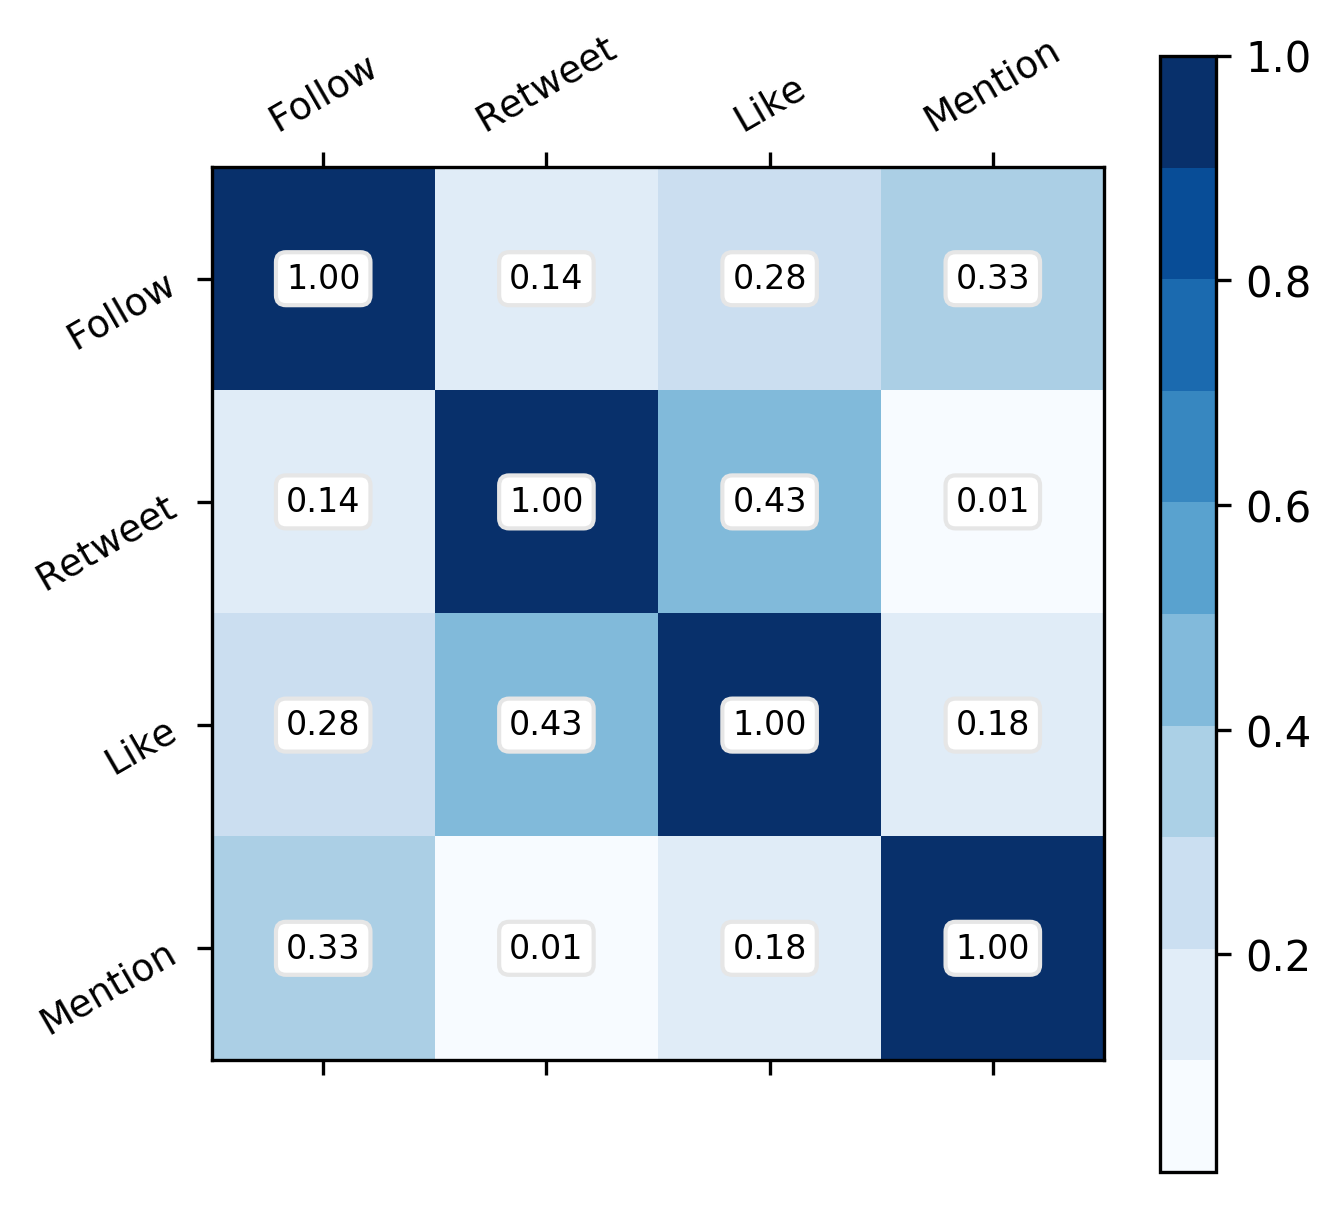 Follow Retweet Like Mention
Follow 1.00 0.14 0.28 0.33
Retweet 0.14 1.00 0.43 0.01
Like 0.28 0.43 1.00 0.18
Mention 0.33 0.01 0.18 1.00
1.0
0.8
0.6
0.4
0.2